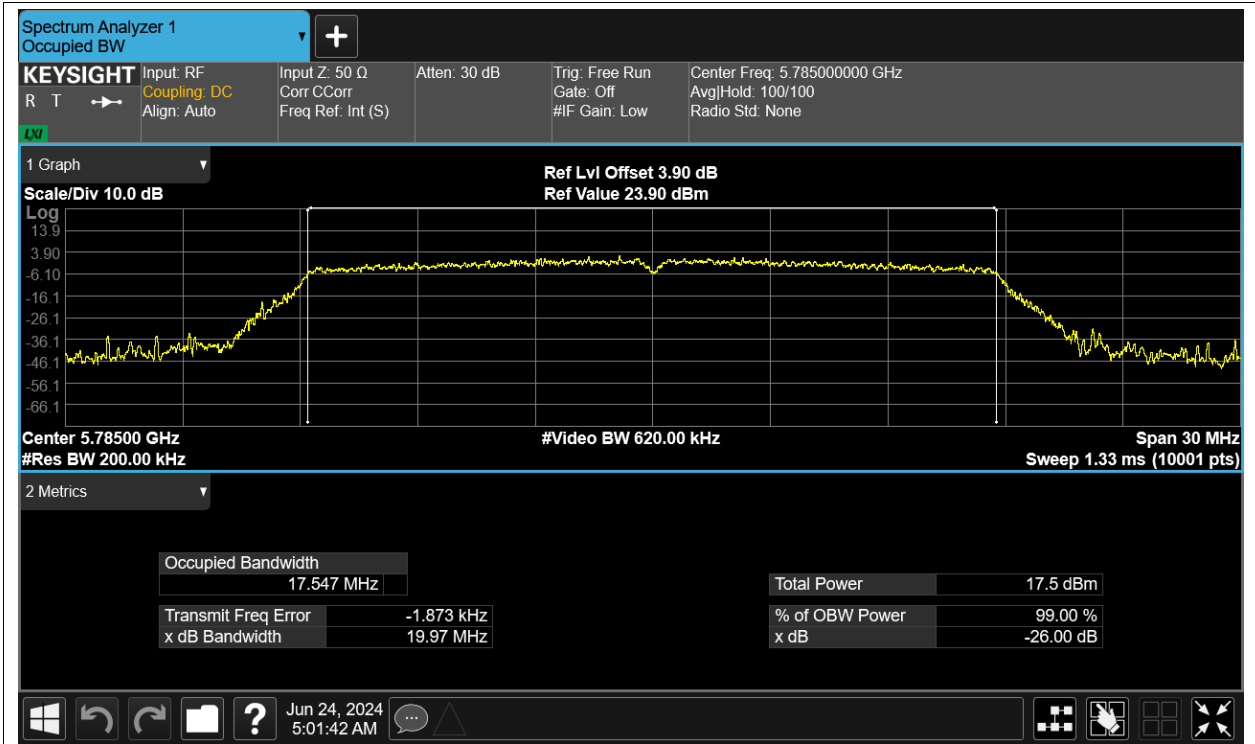 Spectrum Analyzer 1
Occupied BW
KEYSIGHT
R T
LXI
Input: RF
Coupling: DC
Align: Auto
Input Z: 50 Ω
Corr CCorr
Freq Ref: Int (S)
Atten: 30 dB
Trig: Free Run
Gate: Off
#IF Gain: Low
Center Freq: 5.785000000 GHz
Avg|Hold: 100/100
Radio Std: None
1 Graph
Scale/Div 10.0 dB
Ref Lvl Offset 3.90 dB
Ref Value 23.90 dBm
Log
13.9
3.90
-6.10
-16.1
-26.1
-36.1
-46.1
-56.1
-66.1
Center 5.78500 GHz
#Res BW 200.00 kHz
#Video BW 620.00 kHz
Span 30 MHz
Sweep 1.33 ms (10001 pts)
2 Metrics
Occupied Bandwidth
17.547 MHz
Transmit Freq Error -1.873 kHz
x dB Bandwidth 19.97 MHz
Total Power 17.5 dBm
% of OBW Power 99.00 %
x dB -26.00 dB
Jun 24, 2024
5:01:42 AM